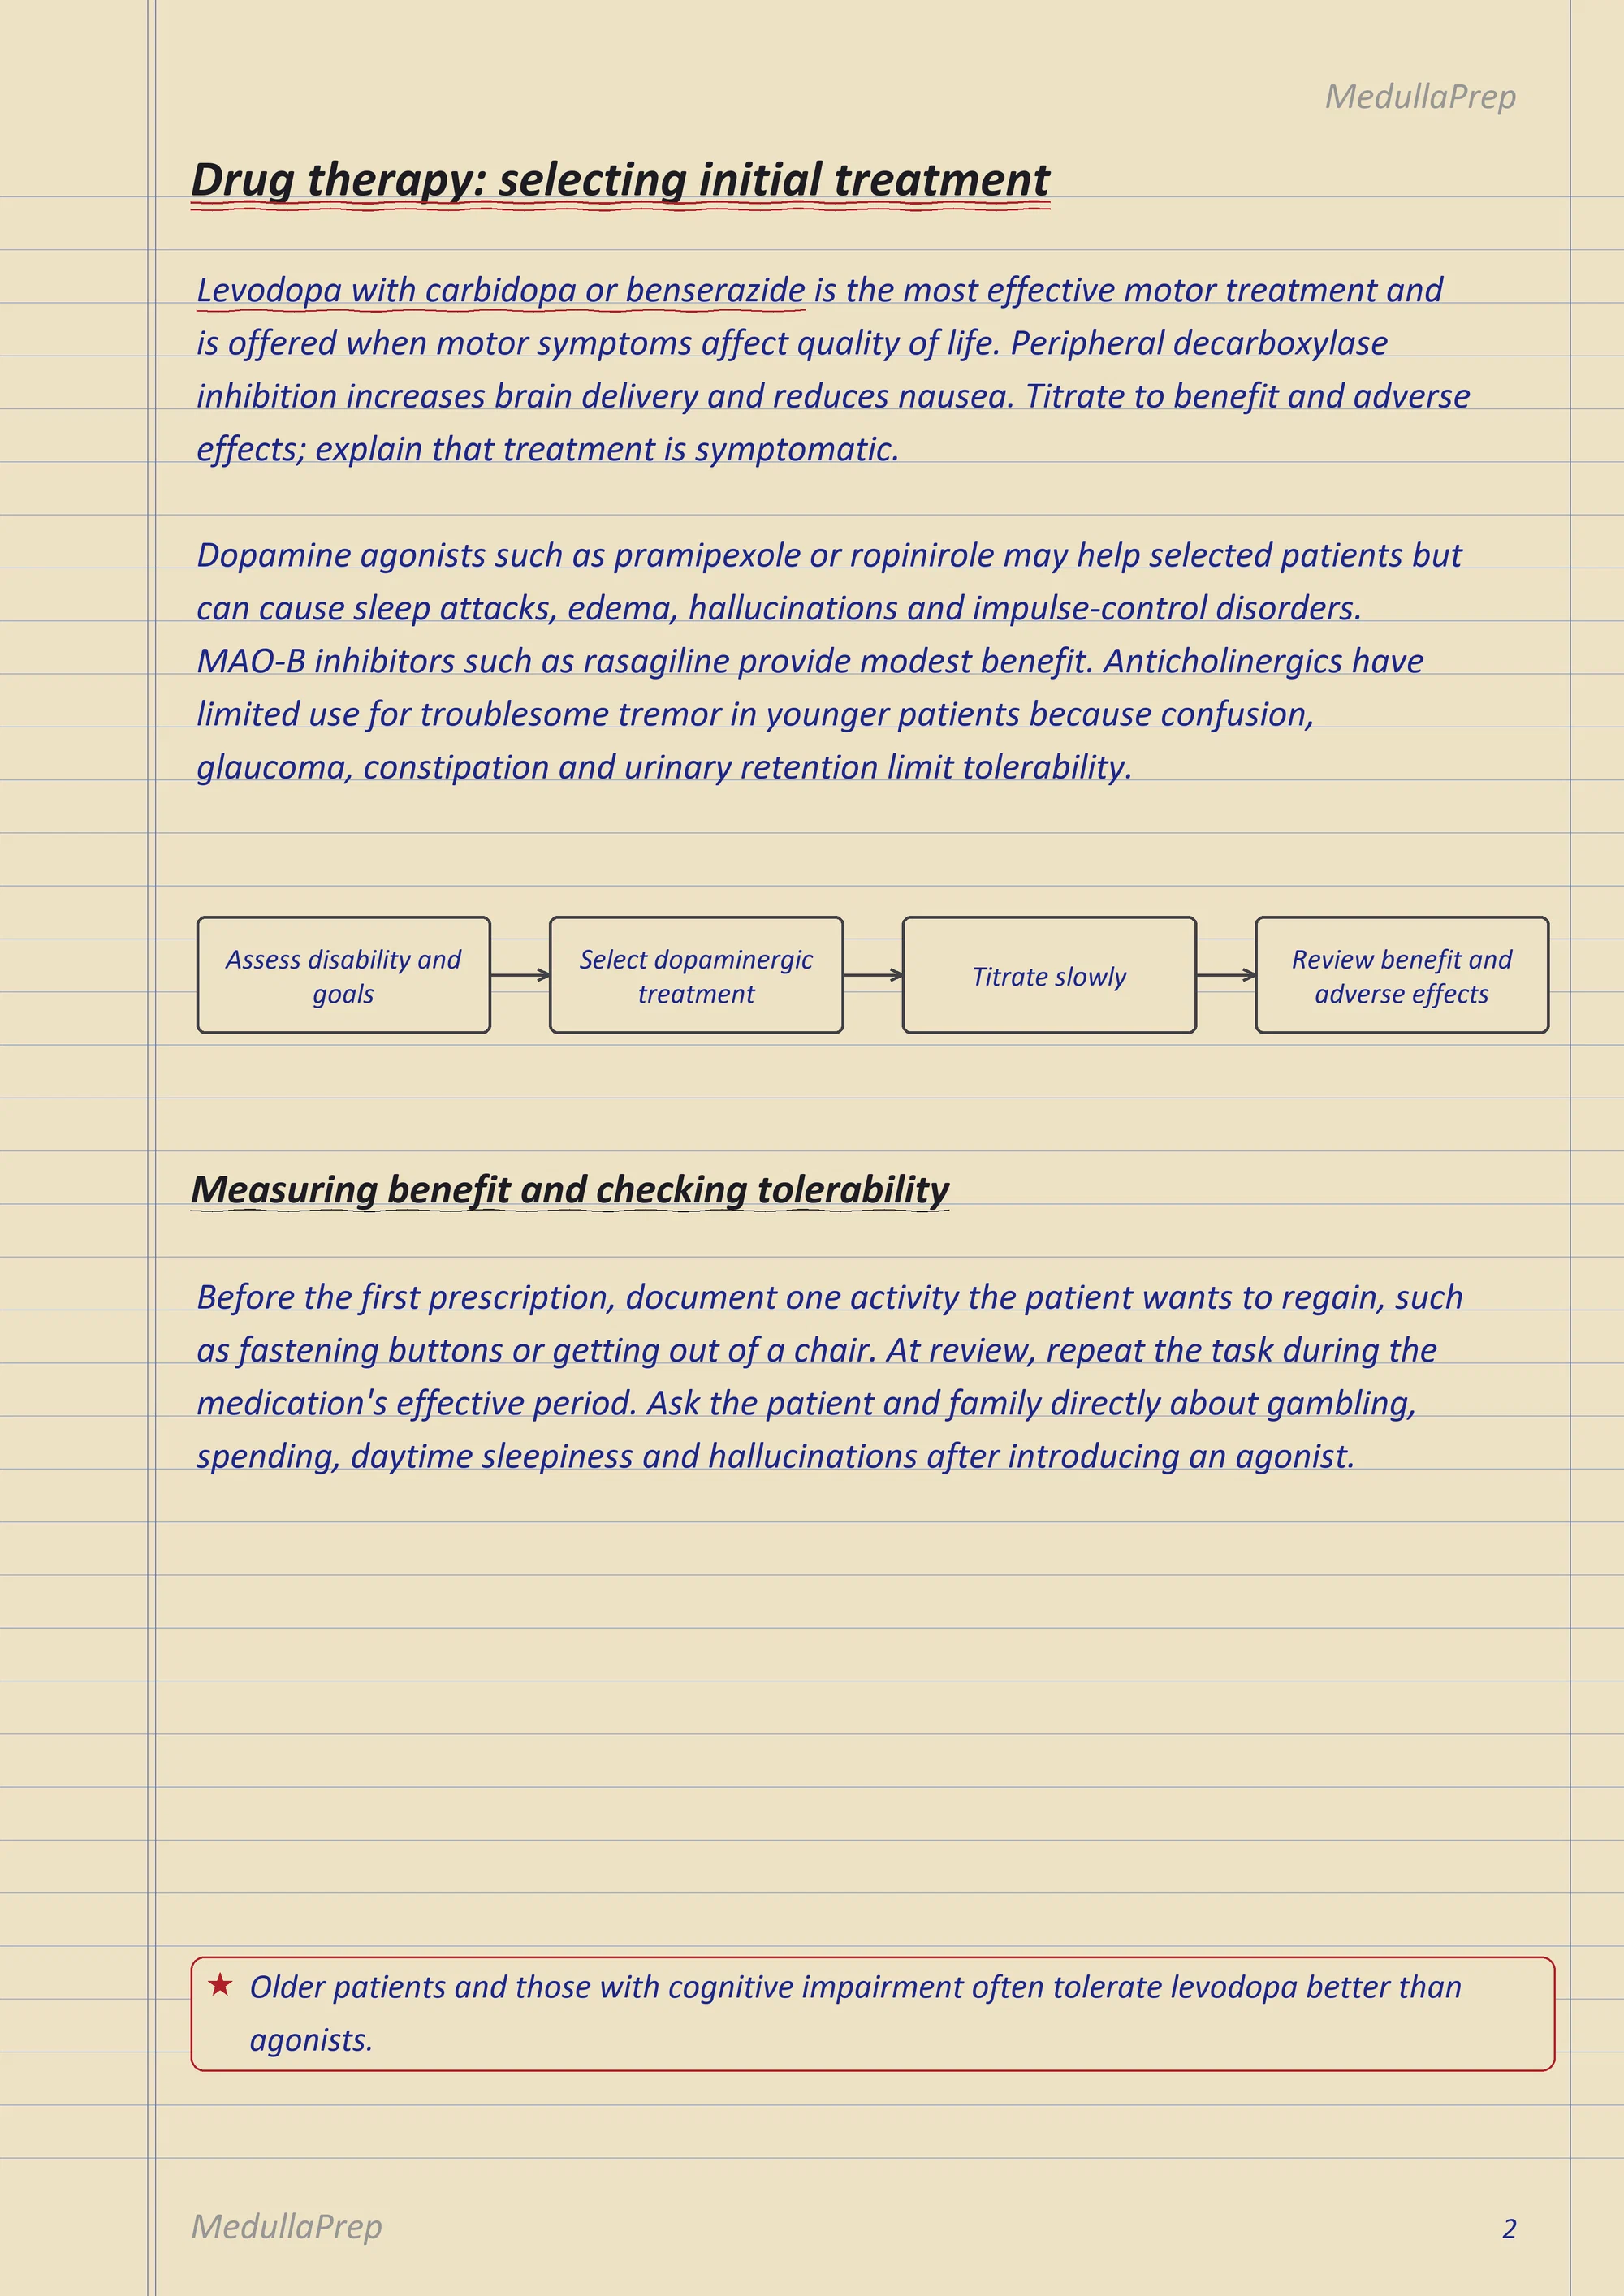 MedullaPrep
Drug therapy: selecting initial treatment
Levodopa with carbidopa or benserazide is the most effective motor treatment and
is offered when motor symptoms affect quality of life. Peripheral decarboxylase
inhibition increases brain delivery and reduces nausea. Titrate to benefit and adverse
effects; explain that treatment is symptomatic.
Dopamine agonists such as pramipexole or ropinirole may help selected patients but
can cause sleep attacks, edema, hallucinations and impulse-control disorders.
MAO-B inhibitors such as rasagiline provide modest benefit. Anticholinergics have
limited use for troublesome tremor in younger patients because confusion,
glaucoma, constipation and urinary retention limit tolerability.
Assess disability and
goals
Select dopaminergic
treatment
Titrate slowly
Review benefit and
adverse effects
Measuring benefit and checking tolerability
Before the first prescription, document one activity the patient wants to regain, such
as fastening buttons or getting out of a chair. At review, repeat the task during the
medication's effective period. Ask the patient and family directly about gambling,
spending, daytime sleepiness and hallucinations after introducing an agonist.
★ Older patients and those with cognitive impairment often tolerate levodopa better than
agonists.
MedullaPrep
2